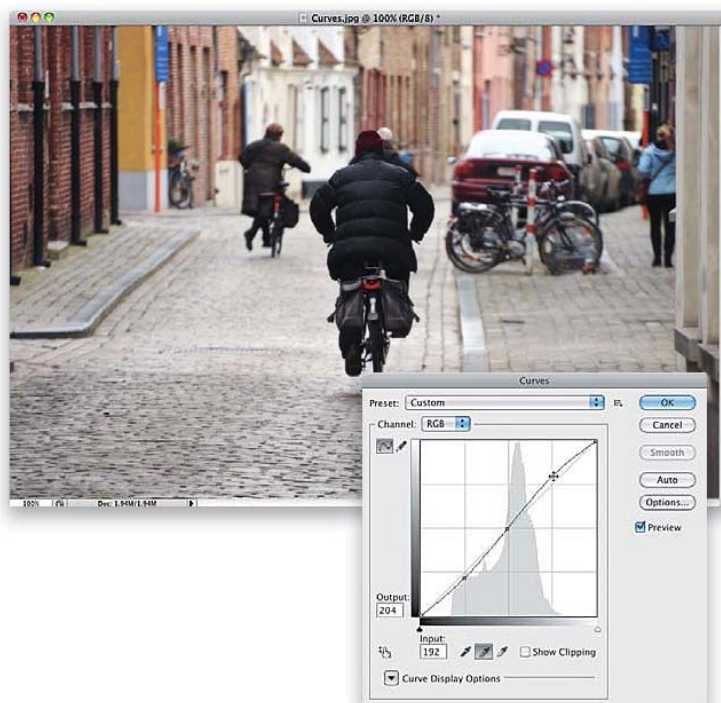 Curves.jpg @ 100% (RGB/8) *
100% Doc: 1.94M/1.94M
Curves
Preset: Custom OK
Channel: RGB Cancel
Smooth
Auto
Options...
Preview
Output:
204
Input:
192 Show Clipping
Curve Display Options